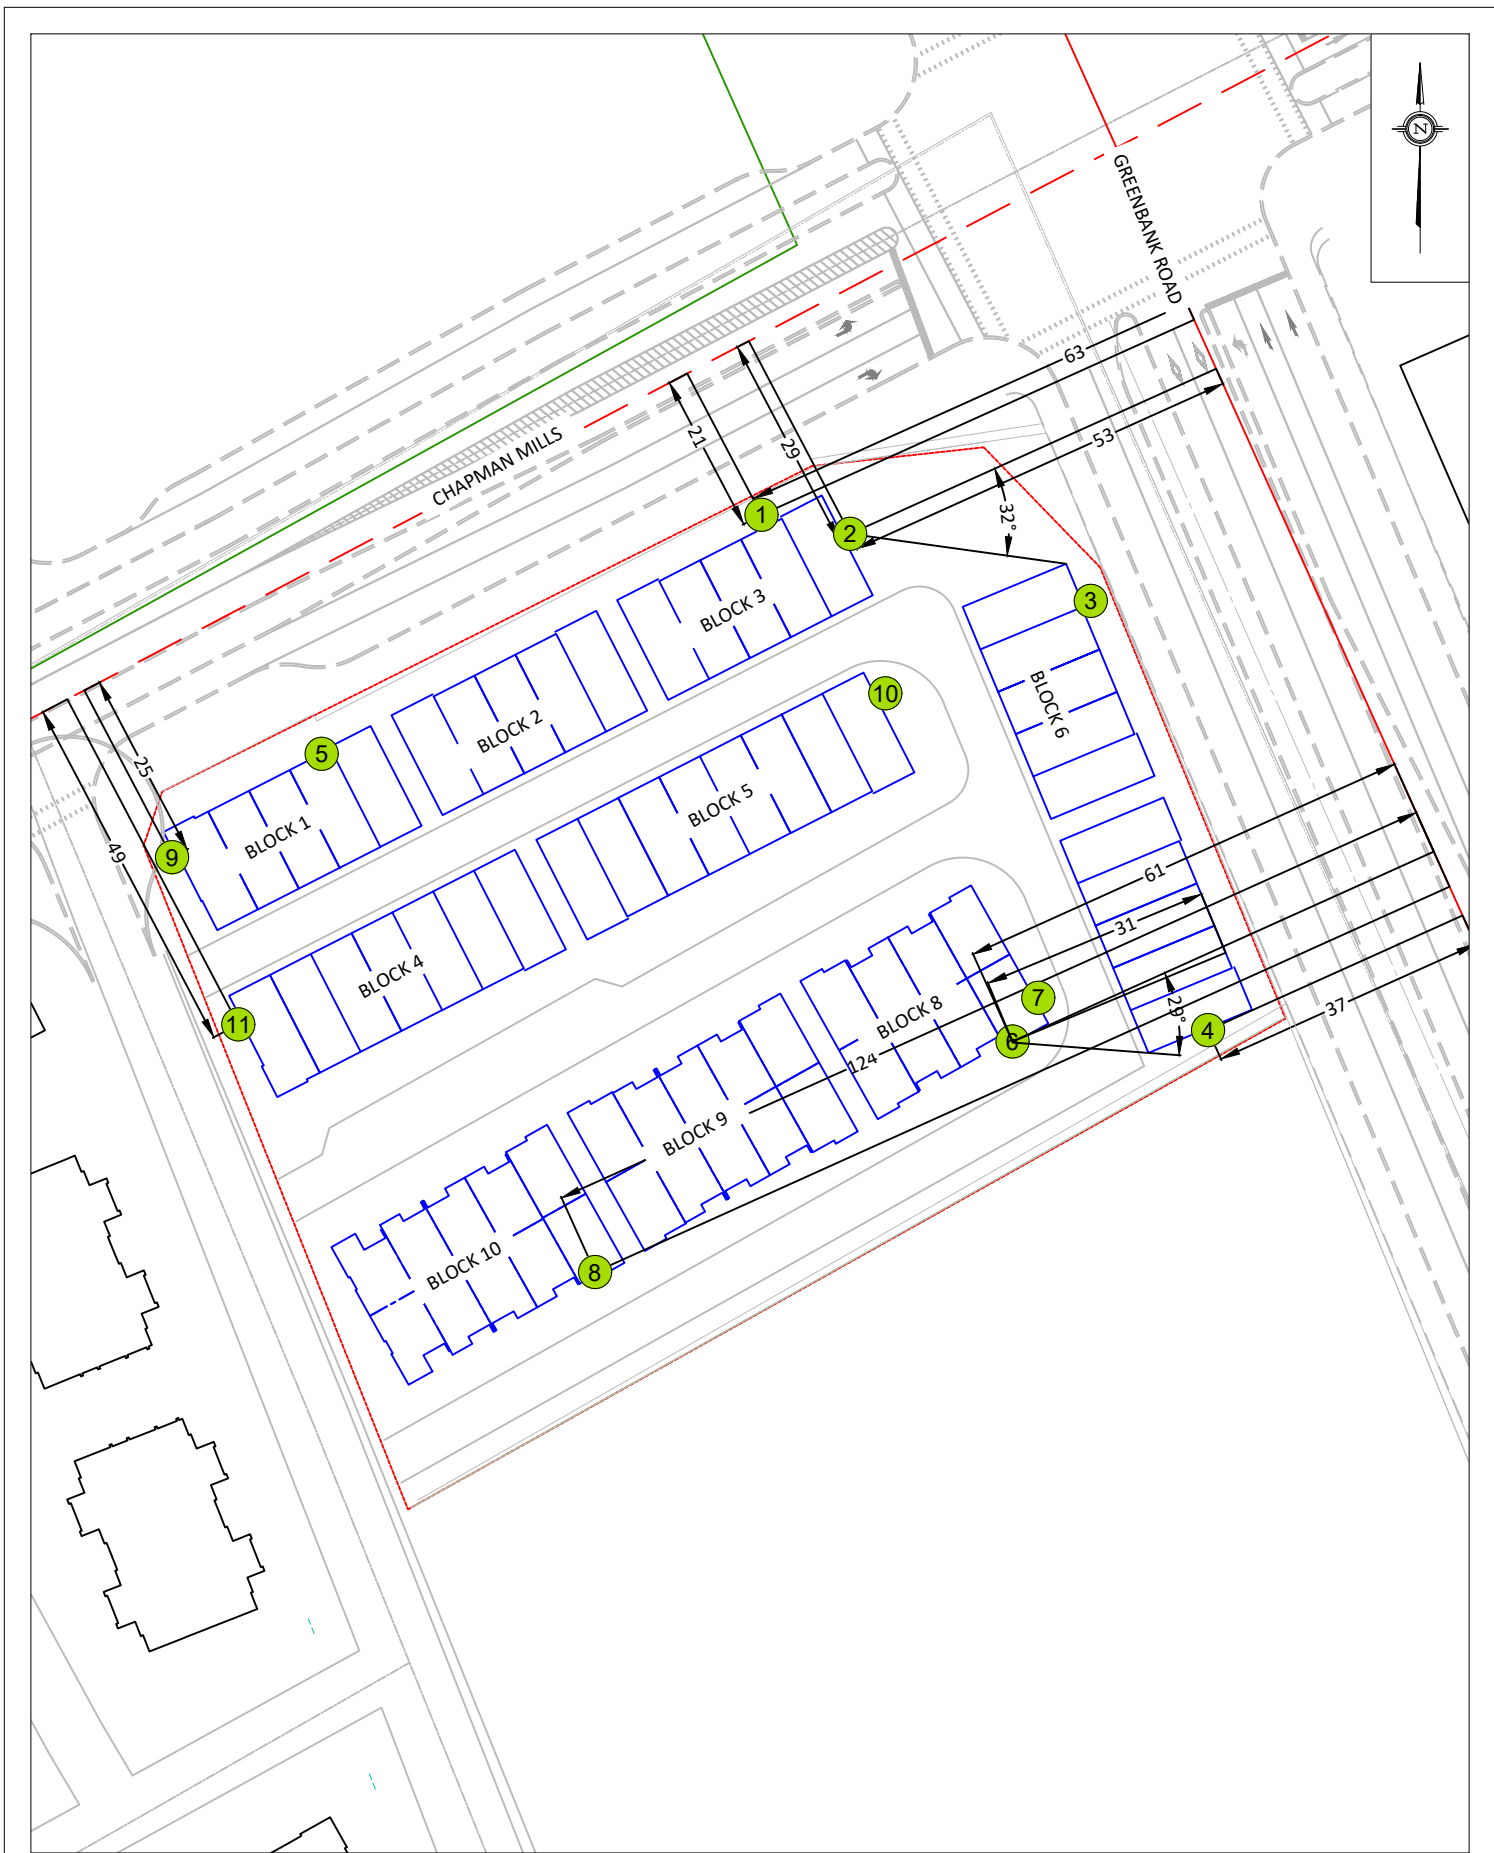 N
GREENBANK ROAD
63
53
CHAPMAN MILLS
21
29
1
2
32°
3
BLOCK 3
BLOCK 6
10
BLOCK 2
5
25
BLOCK 5
BLOCK 1
49
9
61
31
BLOCK 4
11
7
BLOCK 8
29°
4
37
6
124
BLOCK 9
BLOCK 10
8